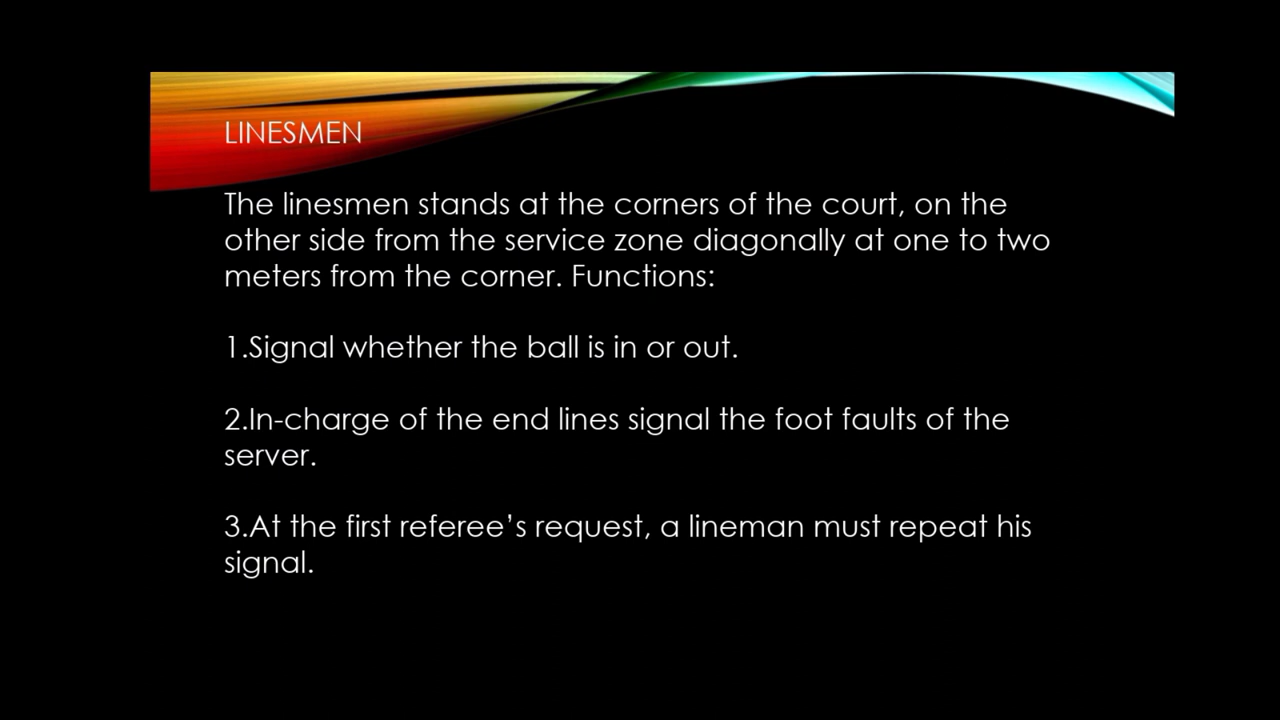 LINESMEN
The linesmen stands at the corners of the court, on the
other side from the service zone diagonally at one to two
meters from the corner. Functions:
1.Signal whether the ball is in or out.
2.In-charge of the end lines signal the foot faults of the
server.
3.At the first referee’s request, a lineman must repeat his
signal.